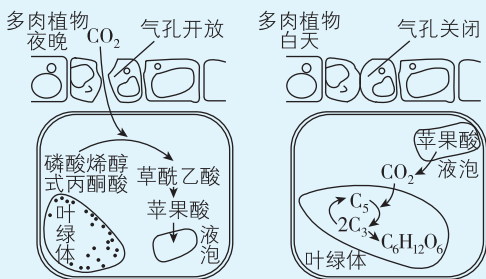 多肉植物
夜晚
CO₂
气孔开放
磷酸烯醇
式丙酮酸
草酰乙酸
苹果酸
叶
绿
体
液
泡
多肉植物
白天
气孔关闭
苹果酸
液泡
CO₂
C₅
2C₃
C₆H₁₂O₆
叶绿体